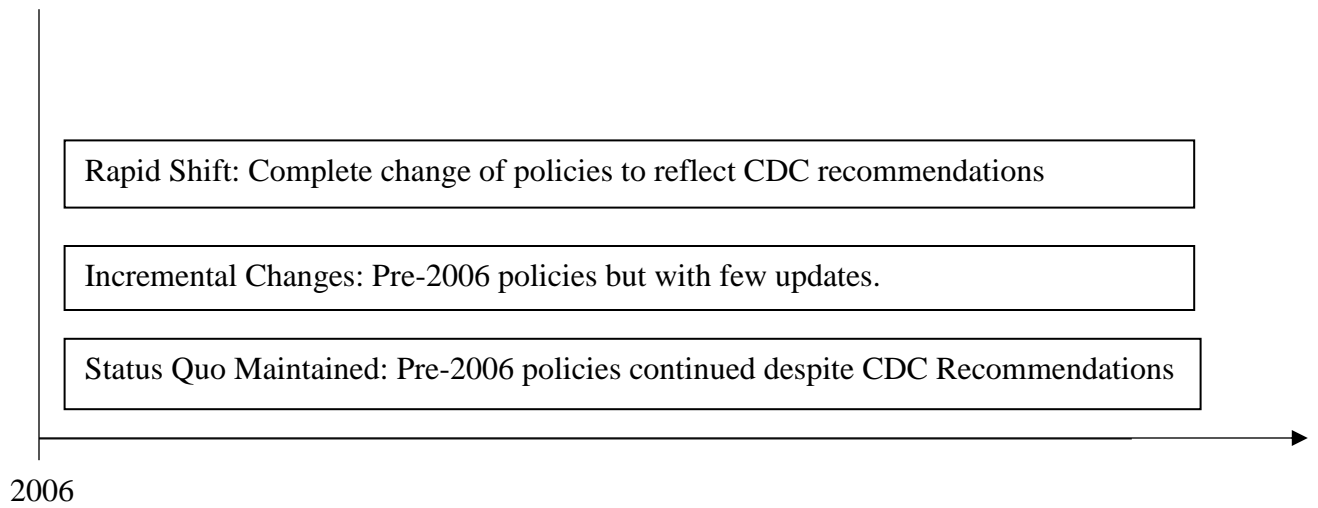 Rapid Shift: Complete change of policies to reflect CDC recommendations
Incremental Changes: Pre-2006 policies but with few updates.
Status Quo Maintained: Pre-2006 policies continued despite CDC Recommendations
2006